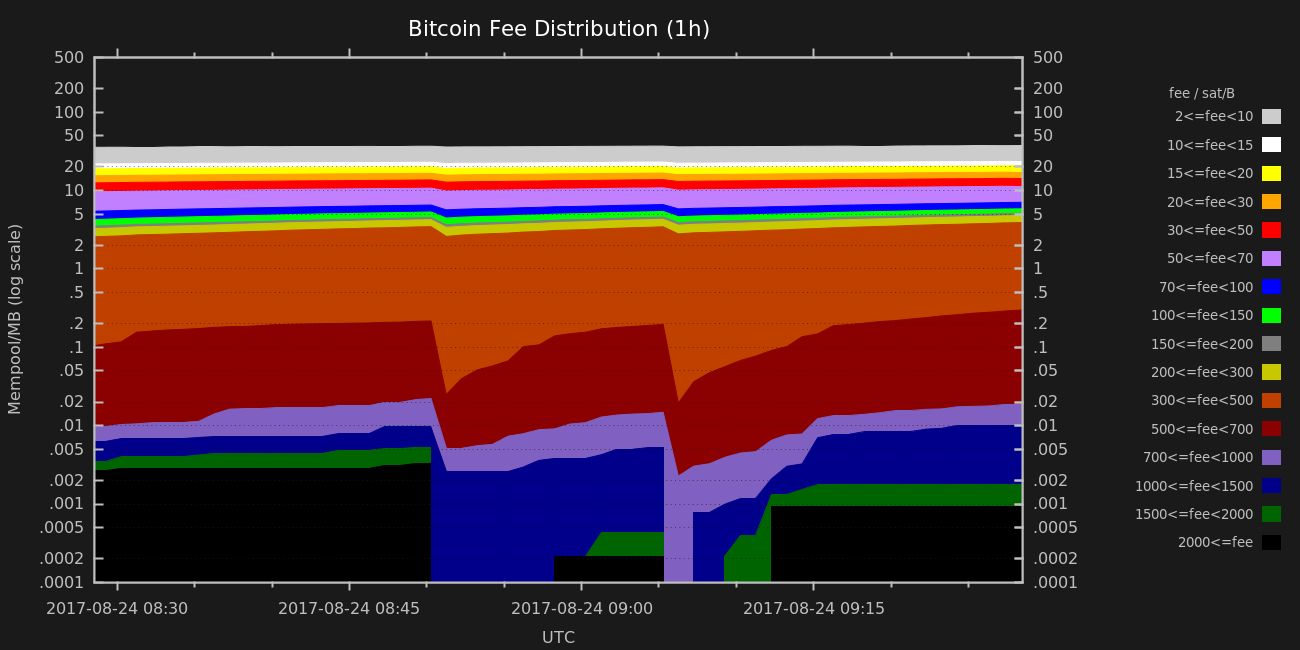 Bitcoin Fee Distribution (1h)
Mempool/MB (log scale)
500
200
100
50
20
10
5
2
1
.5
.2
.1
.05
.02
.01
.005
.002
.001
.0005
.0002
.0001
500
200
100
50
20
10
5
2
1
.5
.2
.1
.05
.02
.01
.005
.002
.001
.0005
.0002
.0001
2017-08-24 08:30
2017-08-24 08:45
2017-08-24 09:00
2017-08-24 09:15
UTC
fee / sat/B
2<=fee<10
10<=fee<15
15<=fee<20
20<=fee<30
30<=fee<50
50<=fee<70
70<=fee<100
100<=fee<150
150<=fee<200
200<=fee<300
300<=fee<500
500<=fee<700
700<=fee<1000
1000<=fee<1500
1500<=fee<2000
2000<=fee